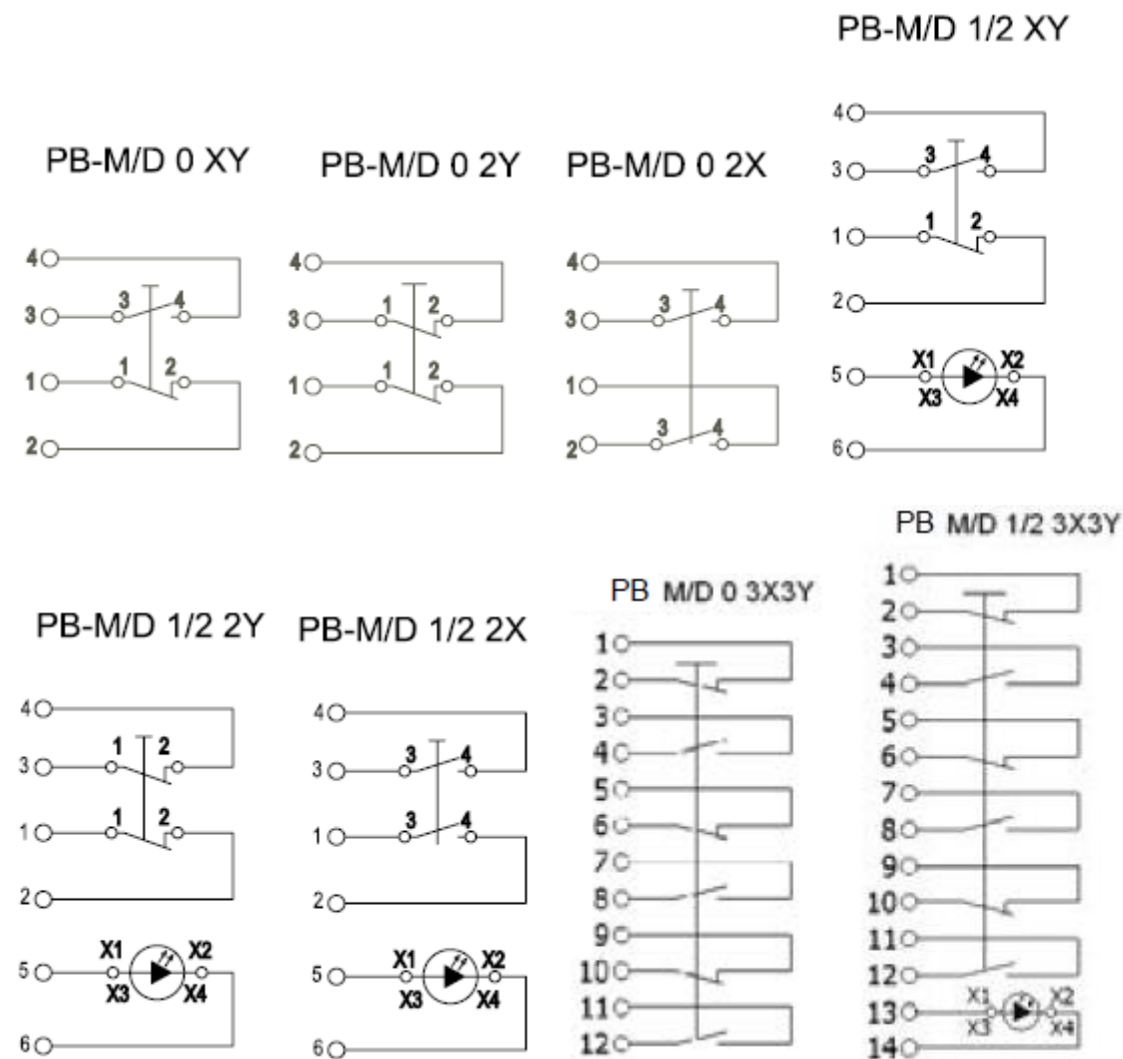 PB-M/D 1/2 XY
PB-M/D 0 XY
PB-M/D 0 2Y
PB-M/D 0 2X
4
3 3 4
1 1 2
2
4
3 1 2
1 1 2
2
4
3 3 4
1
2 3 4
4
3 3 4
1 1 2
2
5 X1 X2
X3 X4
6
PB-M/D 1/2 2Y
PB-M/D 1/2 2X
PB M/D 0 3X3Y
PB M/D 1/2 3X3Y
4
3 1 2
1 1 2
2
5 X1 X2
X3 X4
6
4
3 3 4
1 3 4
2
5 X1 X2
X3 X4
6
1
2
3
4
5
6
7
8
9
10
11
12
1
2
3
4
5
6
7
8
9
10
11
12
13 X1 X2
X3 X4
14